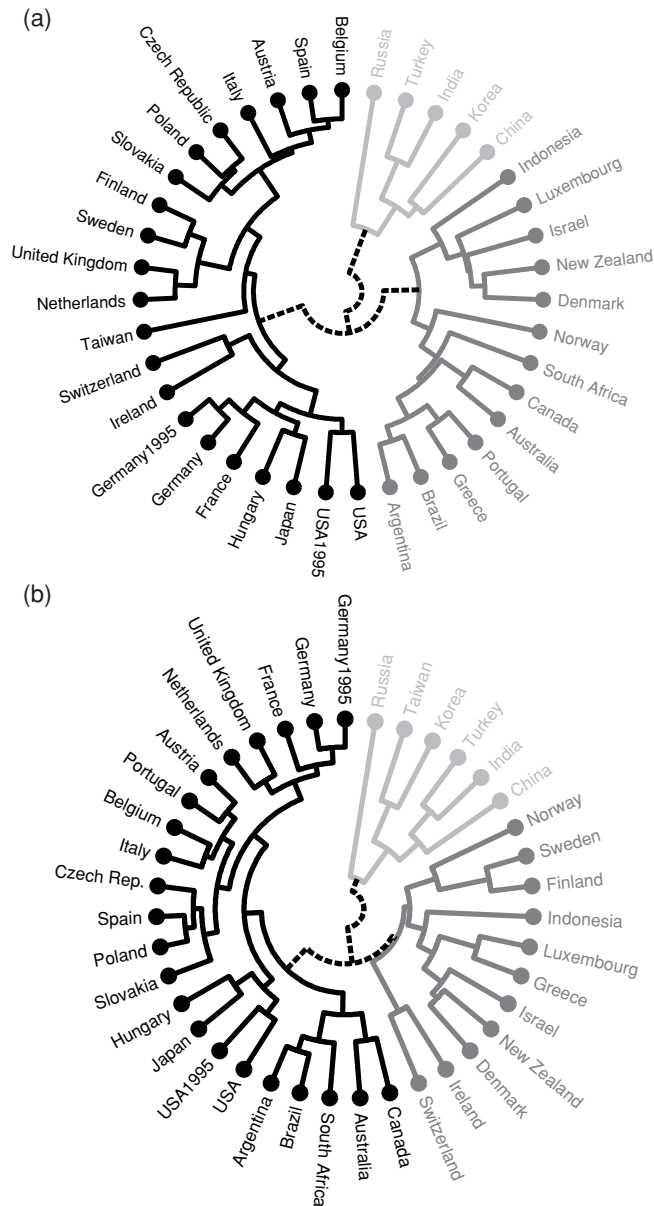 (a)
Belgium
Spain
Austria
Italy
Czech Republic
Poland
Slovakia
Finland
Sweden
United Kingdom
Netherlands
Taiwan
Switzerland
Ireland
Germany1995
Germany
France
Hungary
Japan
USA1995
USA
Argentina
Brazil
Greece
Portugal
Australia
Canada
South Africa
Norway
Denmark
New Zealand
Israel
Luxembourg
Indonesia
China
Korea
India
Turkey
Russia
(b)
Germany1995
Germany
France
United Kingdom
Netherlands
Austria
Portugal
Belgium
Italy
Czech Rep.
Spain
Poland
Slovakia
Hungary
Japan
USA1995
USA
Argentina
Brazil
South Africa
Australia
Canada
Switzerland
Ireland
Denmark
New Zealand
Israel
Greece
Luxembourg
Indonesia
Finland
Sweden
Norway
China
India
Turkey
Korea
Taiwan
Russia